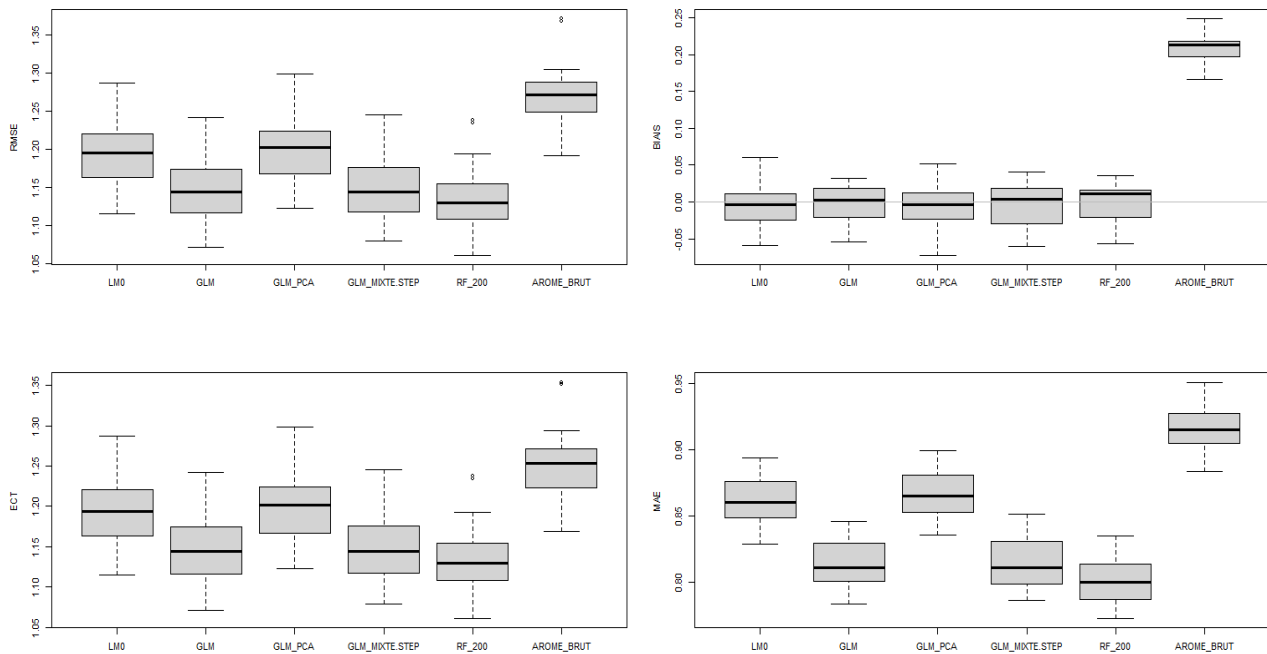 RMSE
1.05 1.10 1.15 1.20 1.25 1.30 1.35
LM0 GLM GLM_PCA GLM_MIXTE.STEP RF_200 AROME_BRUT
BIAIS
-0.05 0.00 0.05 0.10 0.15 0.20 0.25
LM0 GLM GLM_PCA GLM_MIXTE.STEP RF_200 AROME_BRUT
ECT
1.05 1.10 1.15 1.20 1.25 1.30 1.35
LM0 GLM GLM_PCA GLM_MIXTE.STEP RF_200 AROME_BRUT
MAE
0.80 0.85 0.90 0.95
LM0 GLM GLM_PCA GLM_MIXTE.STEP RF_200 AROME_BRUT